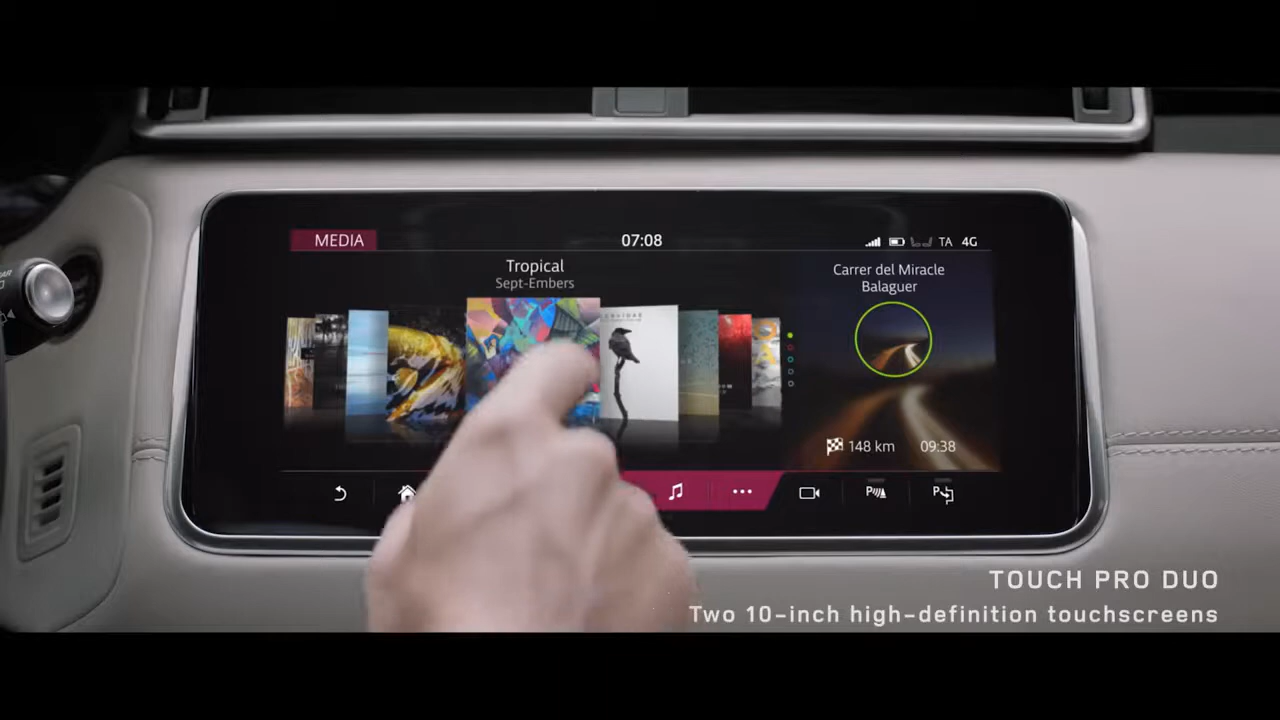 MEDIA
07:08
TA 4G
Tropical
Sept-Embers
Carrer del Miracle
Balaguer
148 km 09:38
TOUCH PRO DUO
Two 10-inch high-definition touchscreens